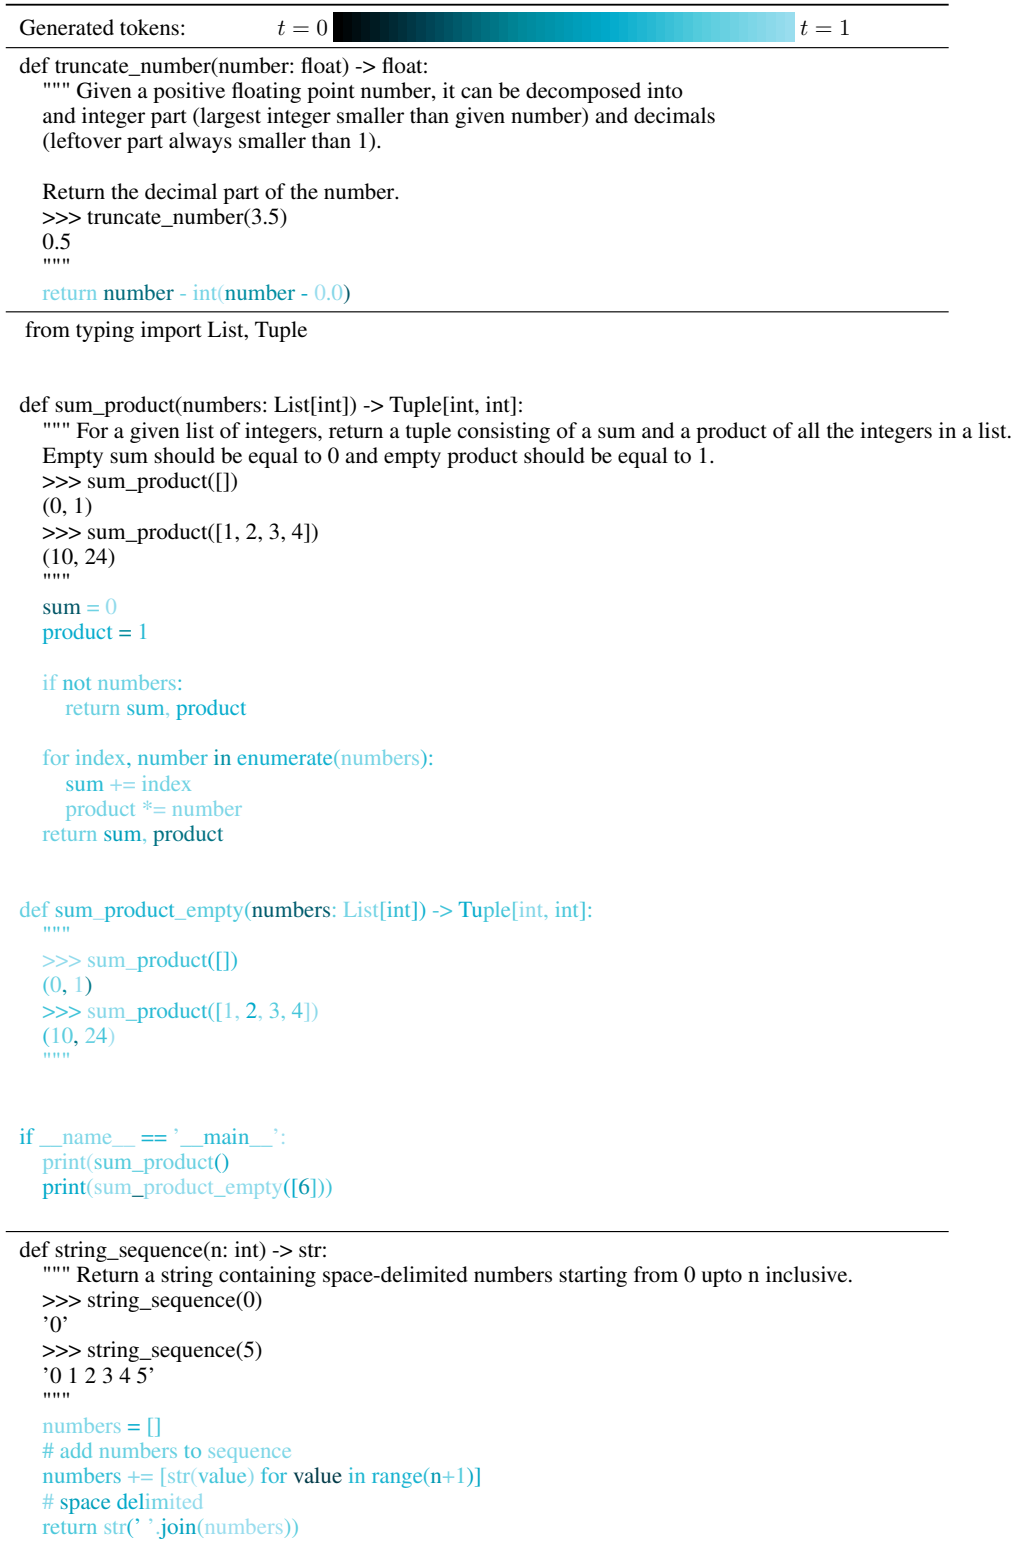 Generated tokens: t = 0 t = 1
def truncate_number(number: float) -> float:
""" Given a positive floating point number, it can be decomposed into
and integer part (largest integer smaller than given number) and decimals
(leftover part always smaller than 1).
Return the decimal part of the number.
>>> truncate_number(3.5)
0.5
"""
return number - int(number - 0.0)
from typing import List, Tuple
def sum_product(numbers: List[int]) -> Tuple[int, int]:
""" For a given list of integers, return a tuple consisting of a sum and a product of all the integers in a list.
Empty sum should be equal to 0 and empty product should be equal to 1.
>>> sum_product([])
(0, 1)
>>> sum_product([1, 2, 3, 4])
(10, 24)
"""
sum = 0
product = 1
if not numbers:
return sum, product
for index, number in enumerate(numbers):
sum += index
product *= number
return sum, product
def sum_product_empty(numbers: List[int]) -> Tuple[int, int]:
"""
>>> sum_product([])
(0, 1)
>>> sum_product([1, 2, 3, 4])
(10, 24)
"""
if __name__ == '__main__':
print(sum_product()
print(sum_product_empty([6]))
def string_sequence(n: int) -> str:
""" Return a string containing space-delimited numbers starting from 0 upto n inclusive.
>>> string_sequence(0)
’0’
>>> string_sequence(5)
’0 1 2 3 4 5’
"""
numbers = []
# add numbers to sequence
numbers += [str(value) for value in range(n+1)]
# space delimited
return str(’ ’.join(numbers))